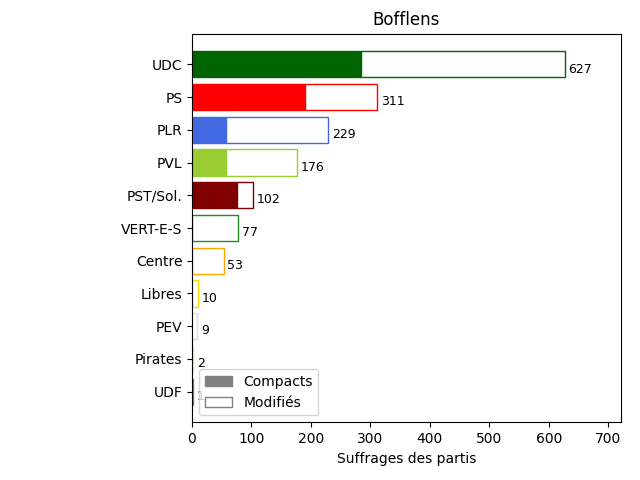 Bofflens
UDC
627
PS
311
PLR
229
PVL
176
PST/Sol.
102
VERT-E-S
77
Centre
53
Libres
10
PEV
9
Pirates
2
UDF
Compacts
Modifiés
0 100 200 300 400 500 600 700
Suffrages des partis